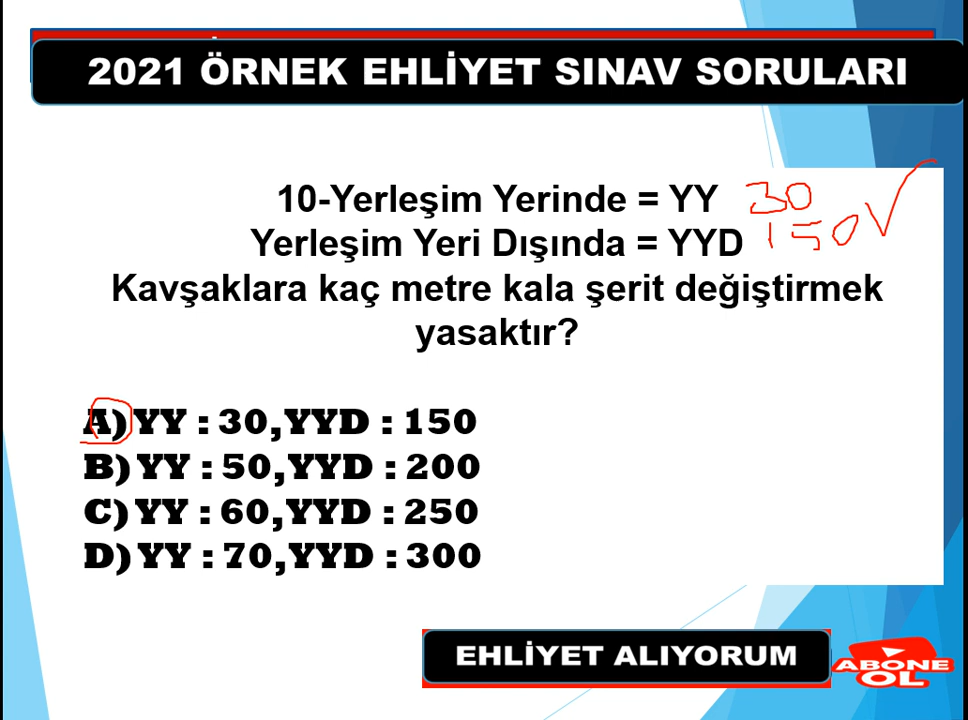 2021 ÖRNEK EHLİYET SINAV SORULARI
10-Yerleşim Yerinde = YY 30
Yerleşim Yeri Dışında = YYD 150
Kavşaklara kaç metre kala şerit değiştirmek
yasaktır?
A) YY : 30,YYD : 150
B) YY : 50,YYD : 200
C) YY : 60,YYD : 250
D) YY : 70,YYD : 300
EHLİYET ALIYORUM
ABONE
OL